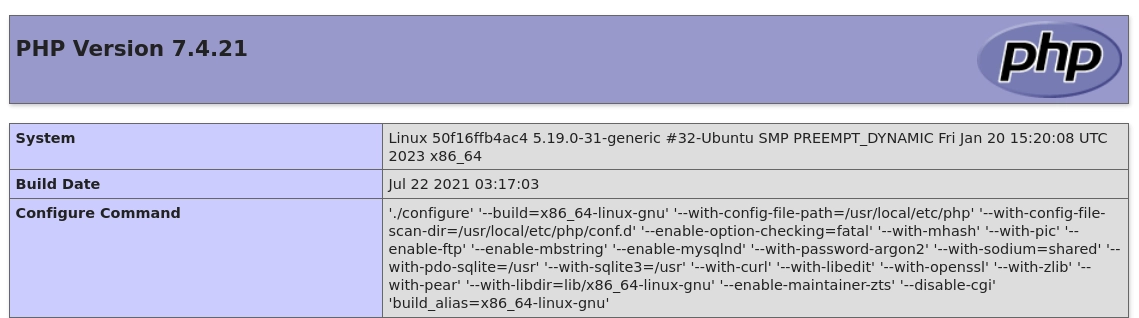 PHP Version 7.4.21
php
System
Linux 50f16ffb4ac4 5.19.0-31-generic #32-Ubuntu SMP PREEMPT_DYNAMIC Fri Jan 20 15:20:08 UTC
2023 x86_64
Build Date
Jul 22 2021 03:17:03
Configure Command
'./configure' '--build=x86_64-linux-gnu' '--with-config-file-path=/usr/local/etc/php' '--with-config-file-
scan-dir=/usr/local/etc/php/conf.d' '--enable-option-checking=fatal' '--with-mhash' '--with-pic' '--
enable-ftp' '--enable-mbstring' '--enable-mysqlnd' '--with-password-argon2' '--with-sodium=shared' '--
with-pdo-sqlite=/usr' '--with-sqlite3=/usr' '--with-curl' '--with-libedit' '--with-openssl' '--with-zlib' '--
with-pear' '--with-libdir=lib/x86_64-linux-gnu' '--enable-maintainer-zts' '--disable-cgi'
'build_alias=x86_64-linux-gnu'